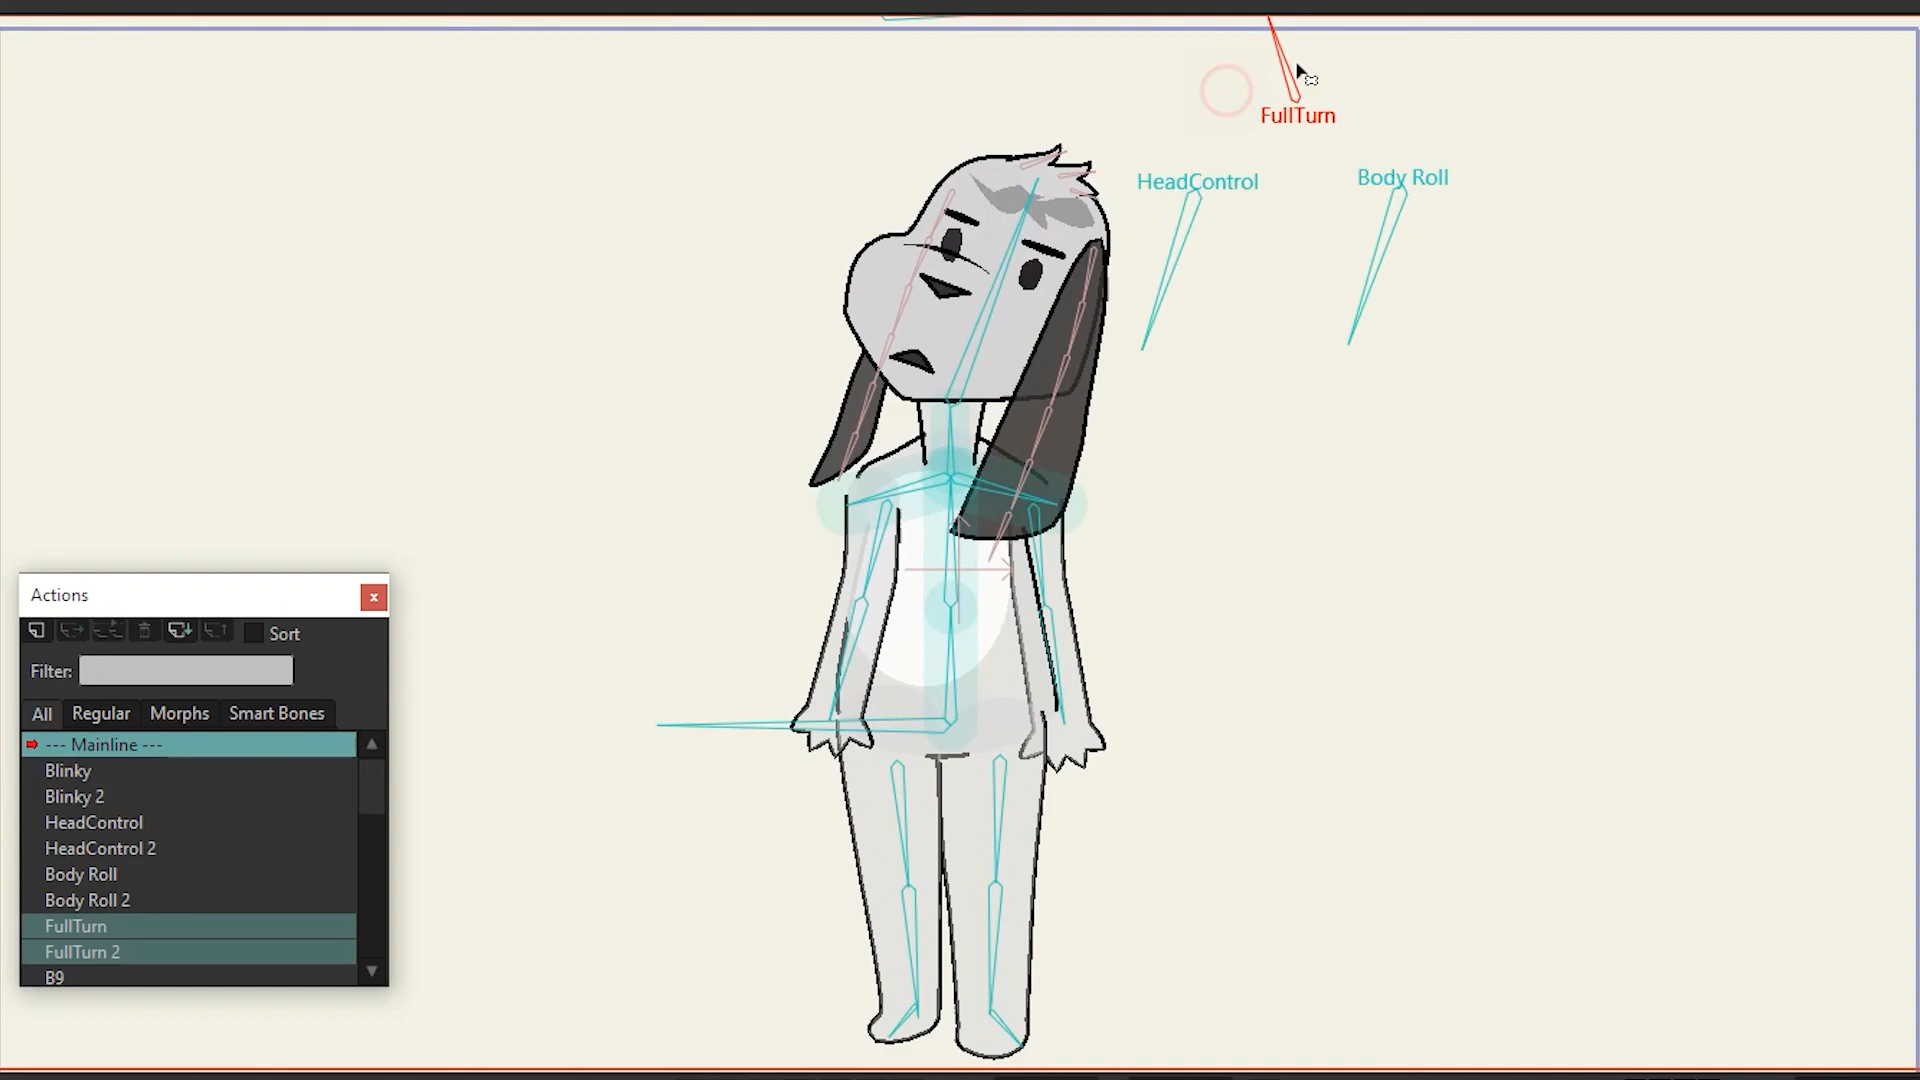 FullTurn
HeadControl
Body Roll
Actions
x
Sort
Filter:
All Regular Morphs Smart Bones
--- Mainline ---
Blinky
Blinky 2
HeadControl
HeadControl 2
Body Roll
Body Roll 2
FullTurn
FullTurn 2
B9